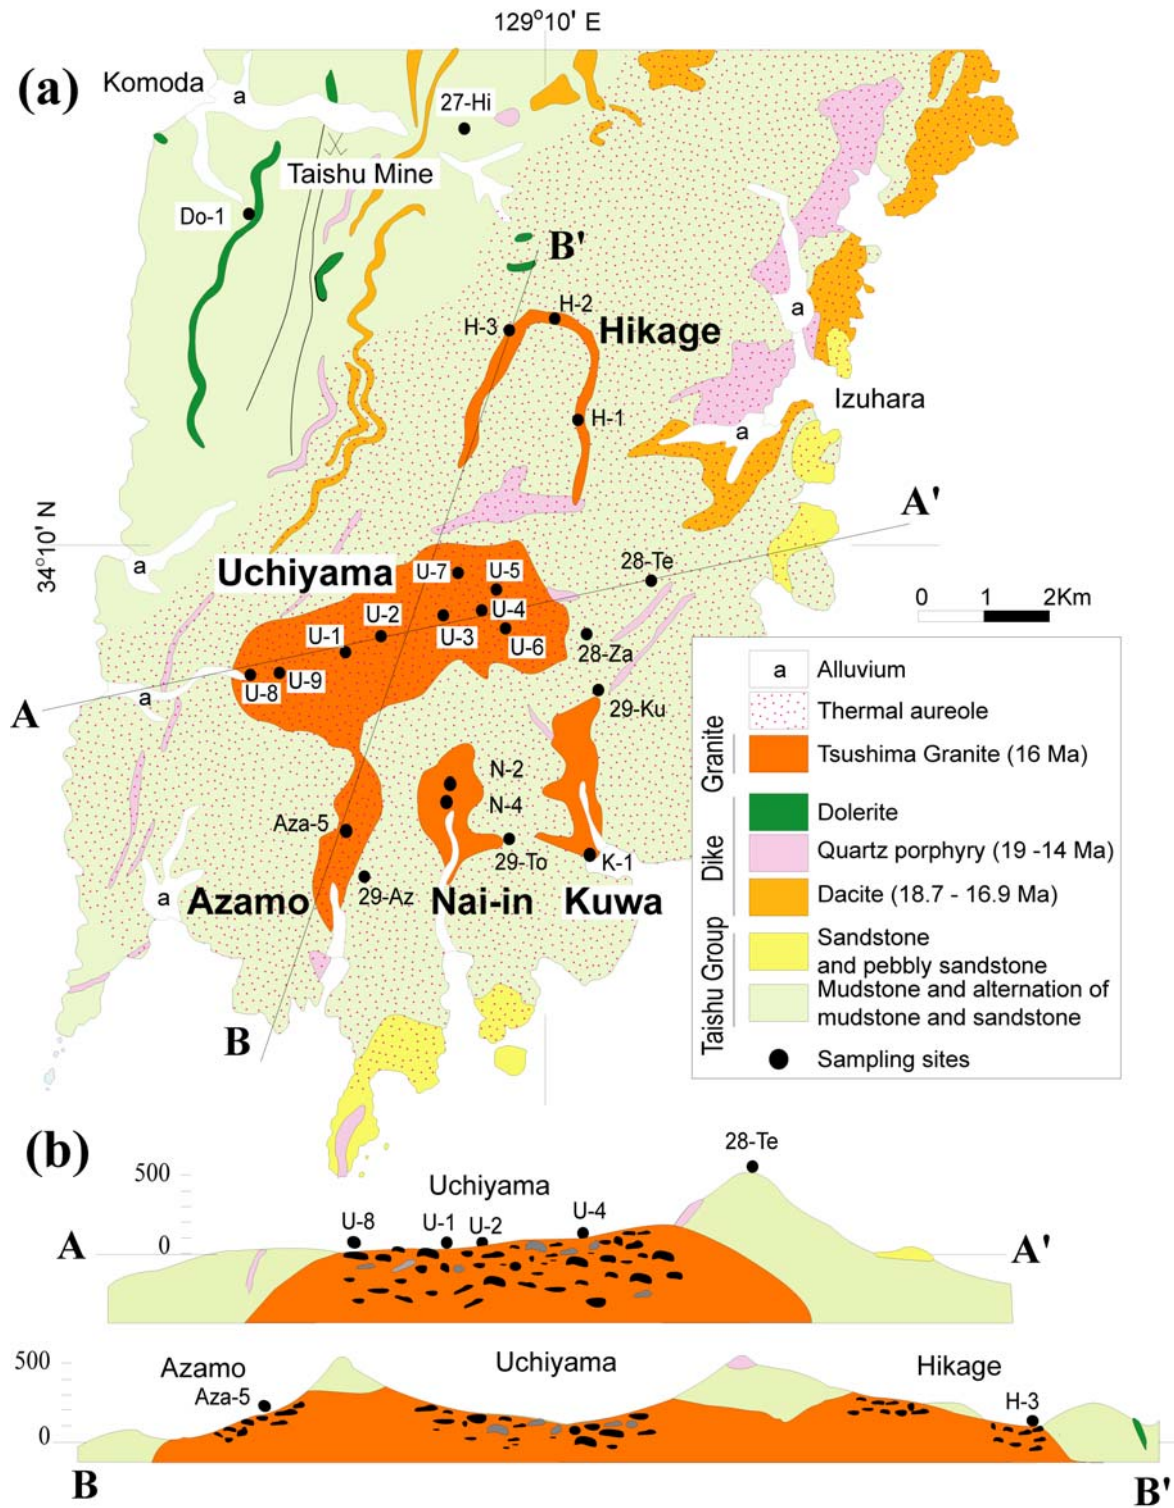 129°10' E
(a)
Komoda
a
27-Hi
Taishu Mine
Do-1
B'
H-2
H-3
Hikage
a
Izuhara
H-1
a
A'
34°10' N
a
Uchiyama
U-7
U-5
28-Te
U-2
U-4
0 1 2Km
U-1
U-3
U-6
28-Za
U-9
U-8
a
A
29-Ku
N-2
N-4
Aza-5
29-To
K-1
a
29-Az
Azamo
Nai-in
Kuwa
B
a Alluvium
Thermal aureole
Granite
Tsushima Granite (16 Ma)
Dike
Dolerite
Quartz porphyry (19 -14 Ma)
Dacite (18.7 - 16.9 Ma)
Taishu Group
Sandstone
and pebbly sandstone
Mudstone and alternation of
mudstone and sandstone
Sampling sites
(b)
28-Te
500
Uchiyama
U-8
U-1
U-2
U-4
A
0
A'
500
Azamo
Uchiyama
Hikage
Aza-5
H-3
0
B
B'